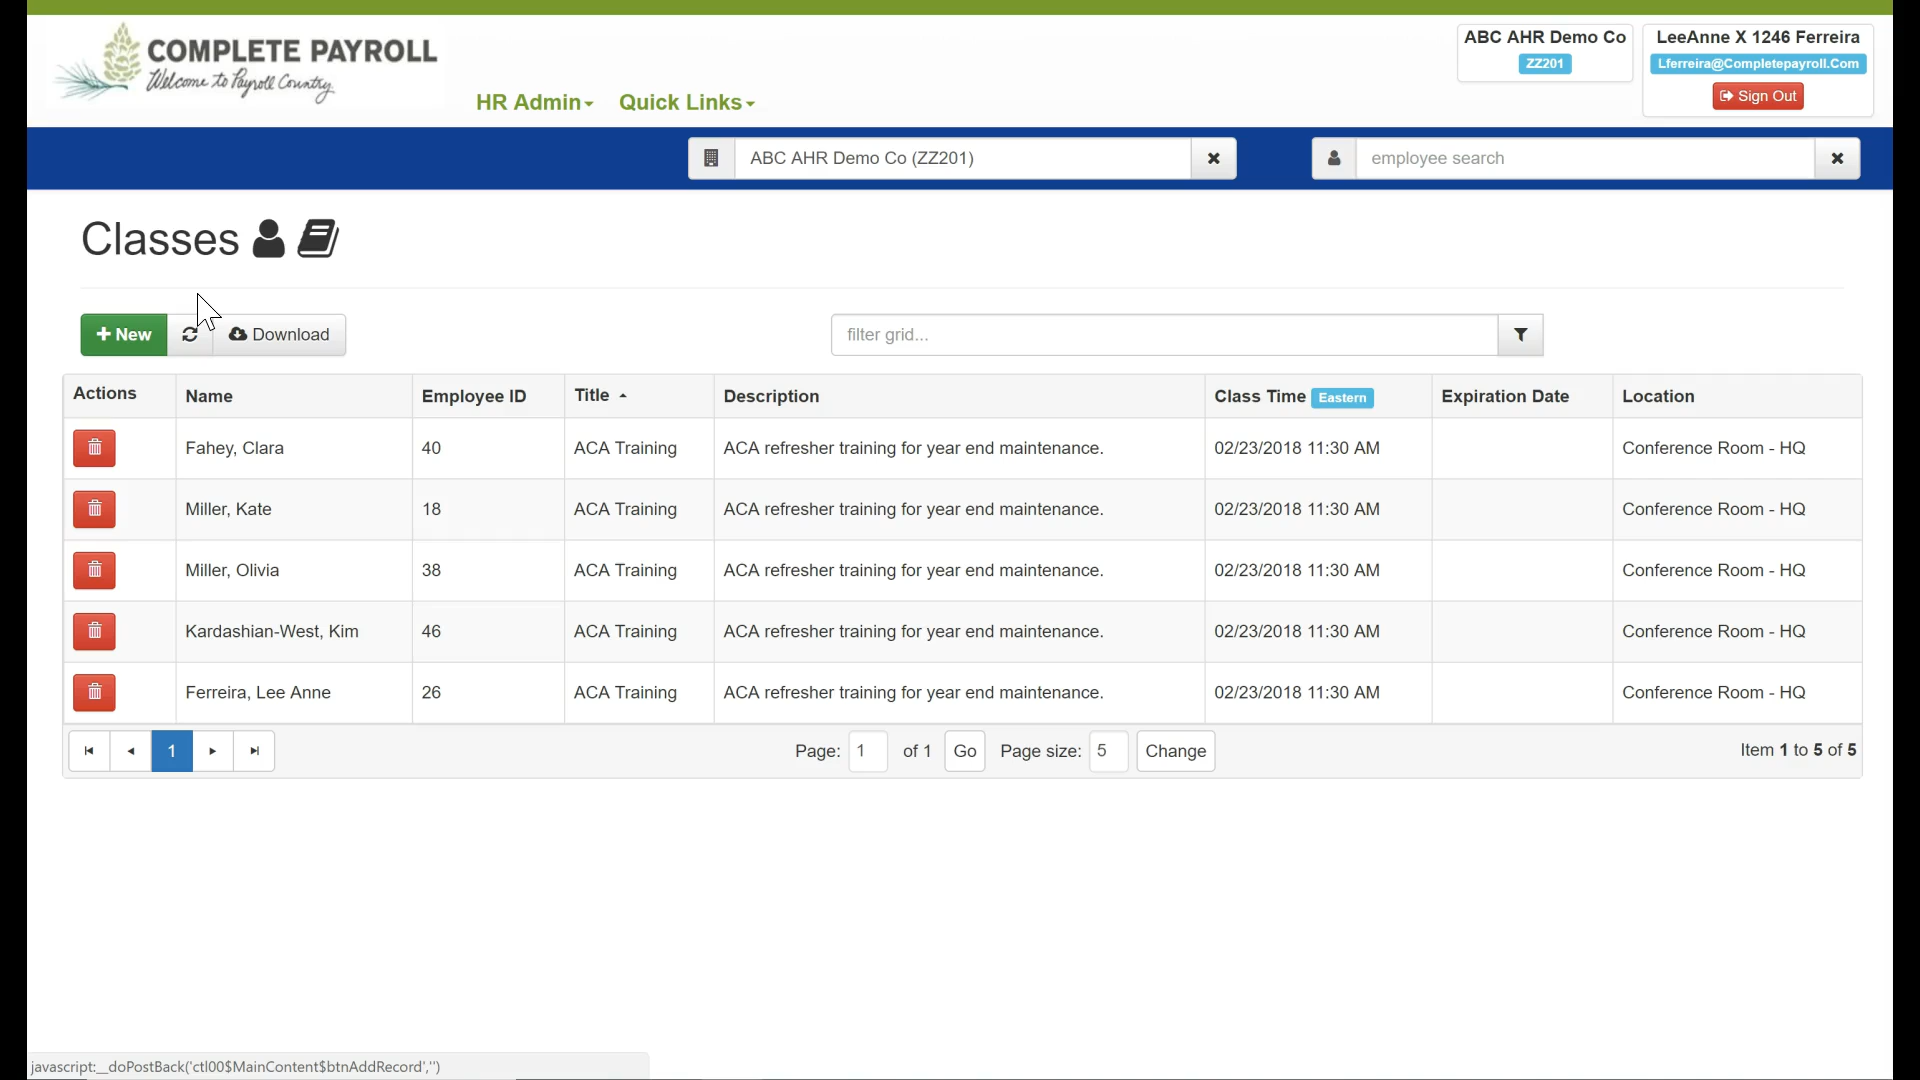 COMPLETE PAYROLL
Welcome to Payroll Country
HR Admin
Quick Links
ABC AHR Demo Co
ZZ201
LeeAnne X 1246 Ferreira
Lferreira@Completepayroll.Com
Sign Out
ABC AHR Demo Co (ZZ201)
employee search
Classes
New
Download
filter grid...
Actions Name Employee ID Title Description Class Time Eastern Expiration Date Location
Fahey, Clara 40 ACA Training ACA refresher training for year end maintenance. 02/23/2018 11:30 AM Conference Room - HQ
Miller, Kate 18 ACA Training ACA refresher training for year end maintenance. 02/23/2018 11:30 AM Conference Room - HQ
Miller, Olivia 38 ACA Training ACA refresher training for year end maintenance. 02/23/2018 11:30 AM Conference Room - HQ
Kardashian-West, Kim 46 ACA Training ACA refresher training for year end maintenance. 02/23/2018 11:30 AM Conference Room - HQ
Ferreira, Lee Anne 26 ACA Training ACA refresher training for year end maintenance. 02/23/2018 11:30 AM Conference Room - HQ
1 Page: 1 of 1 Go Page size: 5 Change Item 1 to 5 of 5
javascript:__doPostBack('ctl00$MainContent$btnAddRecord','')